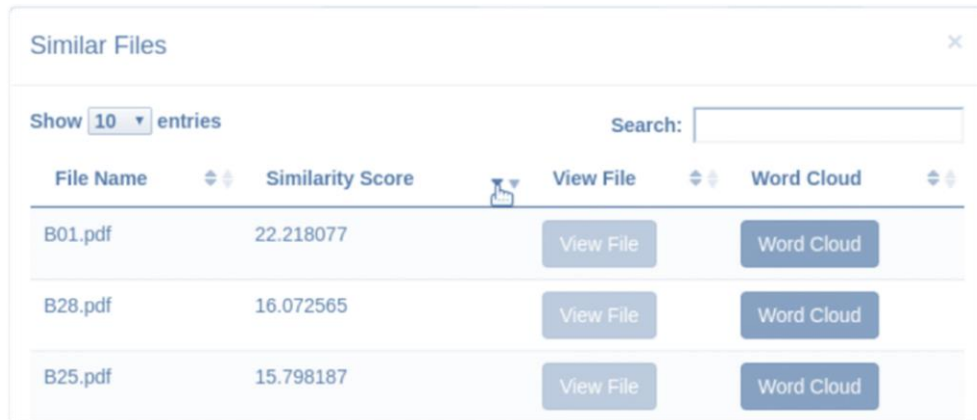 Similar Files ×
Show 10 entries Search:
File Name Similarity Score View File Word Cloud
B01.pdf 22.218077 View File Word Cloud
B28.pdf 16.072565 View File Word Cloud
B25.pdf 15.798187 View File Word Cloud